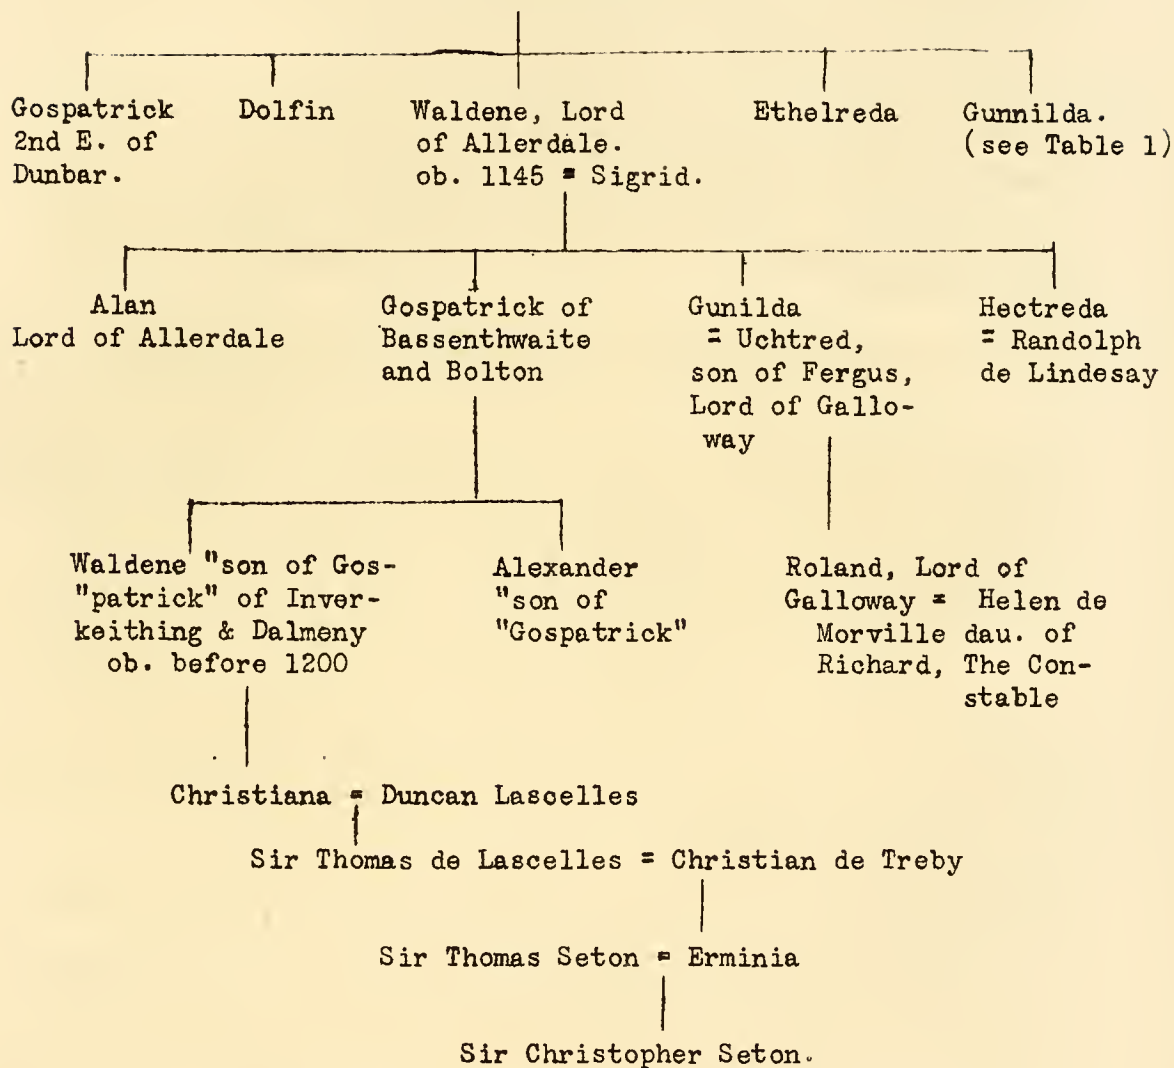 Gospatrick
2nd E. of
Dunbar.
Dolfin
Waldene, Lord
of Allerdale.
ob. 1145 = Sigrid.
Ethelreda
Gunnilda.
(see Table 1)
Alan
Lord of Allerdale
Gospatrick of
Bassenthwaite
and Bolton
Gunilda
= Uchtred,
son of Fergus,
Lord of Gallo-
way
Hectreda
= Randolph
de Lindesay
Waldene "son of Gos-
"patrick" of Inver-
keithing & Dalmeny
ob. before 1200
Alexander
"son of
"Gospatrick"
Roland, Lord of
Galloway = Helen de
Morville dau. of
Richard, The Con-
stable
Christiana = Duncan Lascelles
Sir Thomas de Lascelles = Christian de Treby
Sir Thomas Seton = Erminia
Sir Christopher Seton.